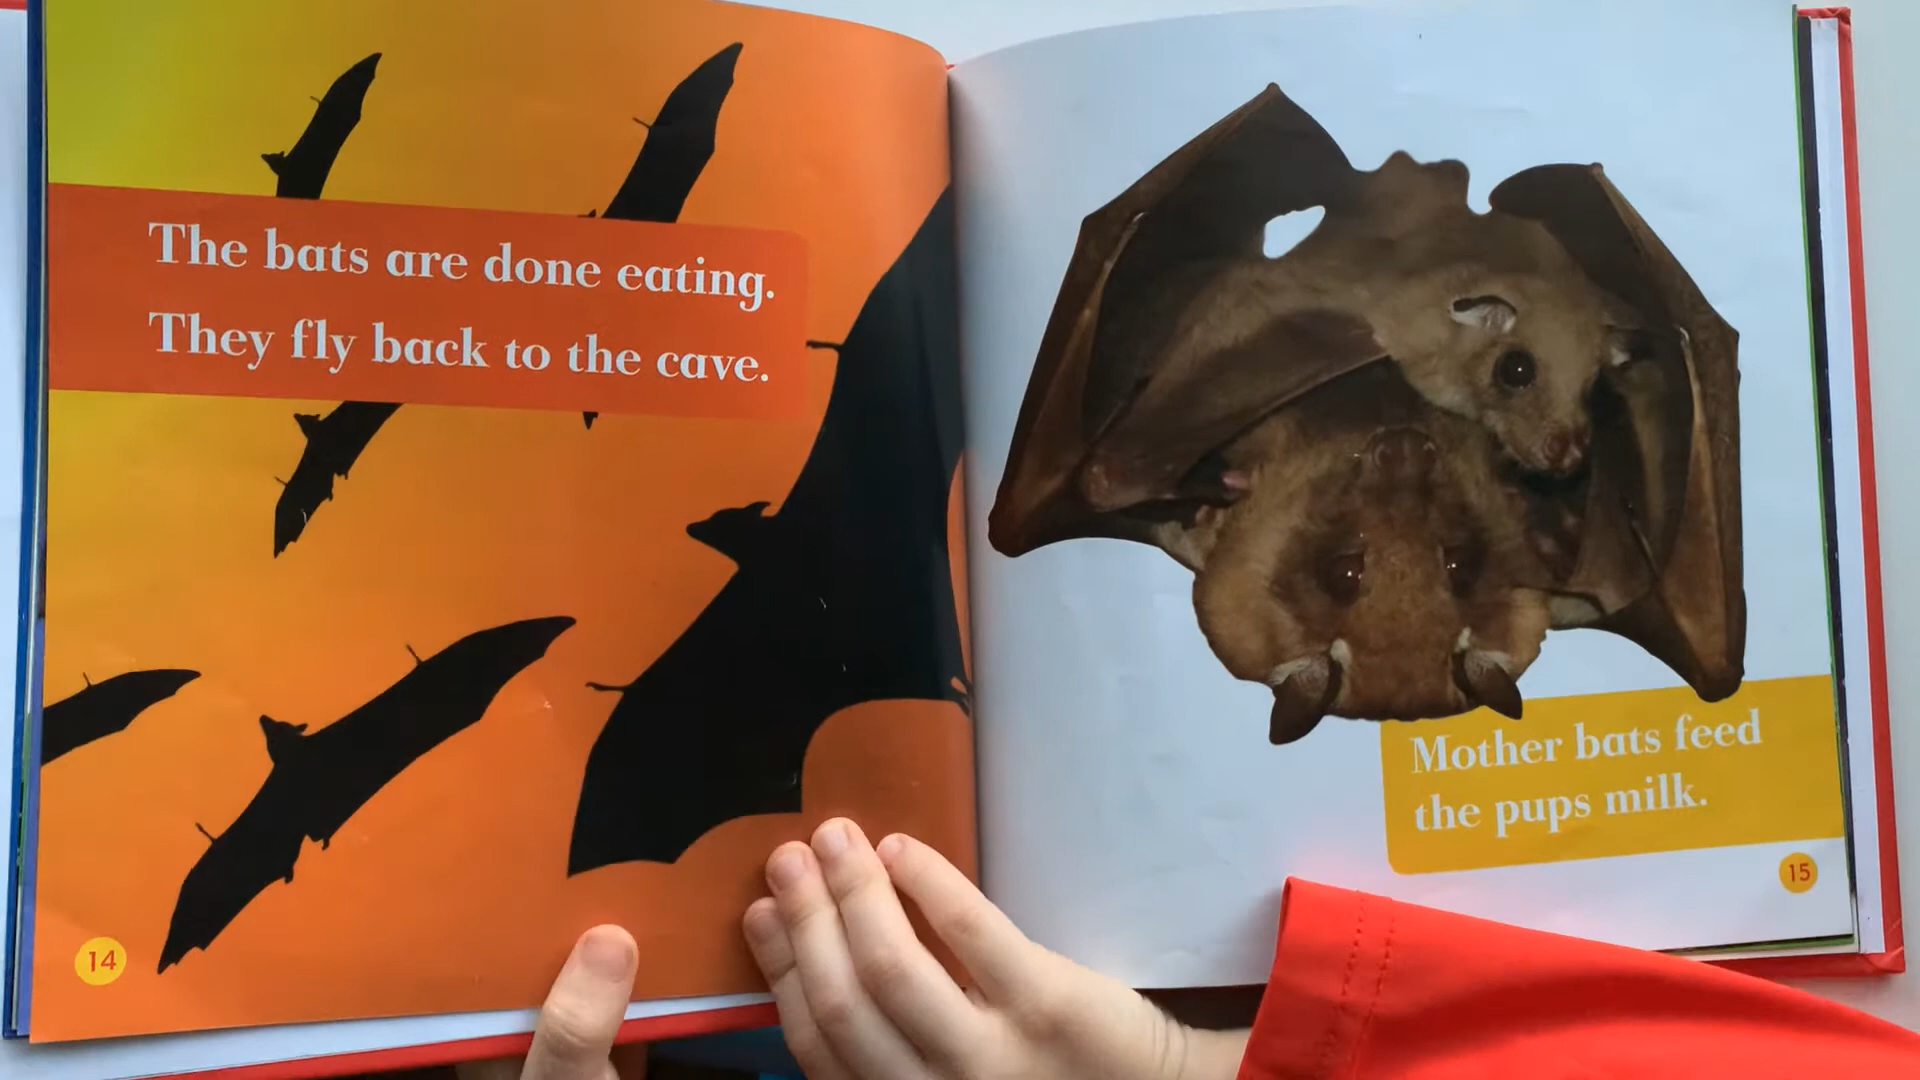 The bats are done eating.
They fly back to the cave.
14
Mother bats feed
the pups milk.
15